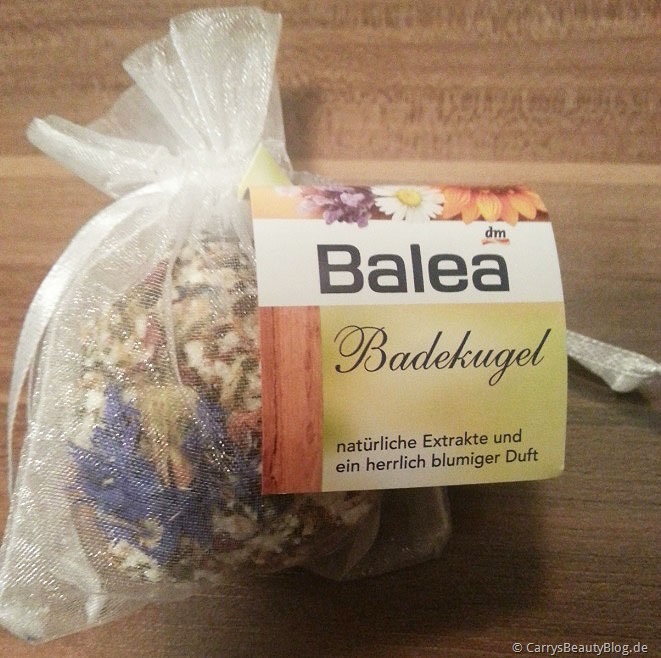 dm
Balea
Badekugel
natürliche Extrakte und
ein herrlich blumiger Duft
© CarrysBeautyBlog.de